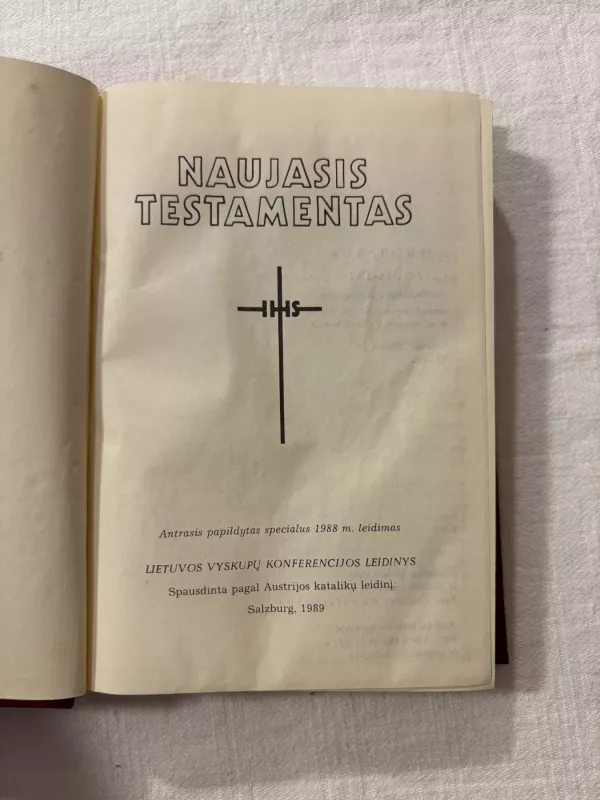 NAUJASIS
TESTAMENTAS
IHS
Antrasis papildytas specialus 1988 m. leidimas
LIETUVOS VYSKUPŲ KONFERENCIJOS LEIDINYS
Spausdinta pagal Austrijos katalikų leidinį:
Salzburg, 1989